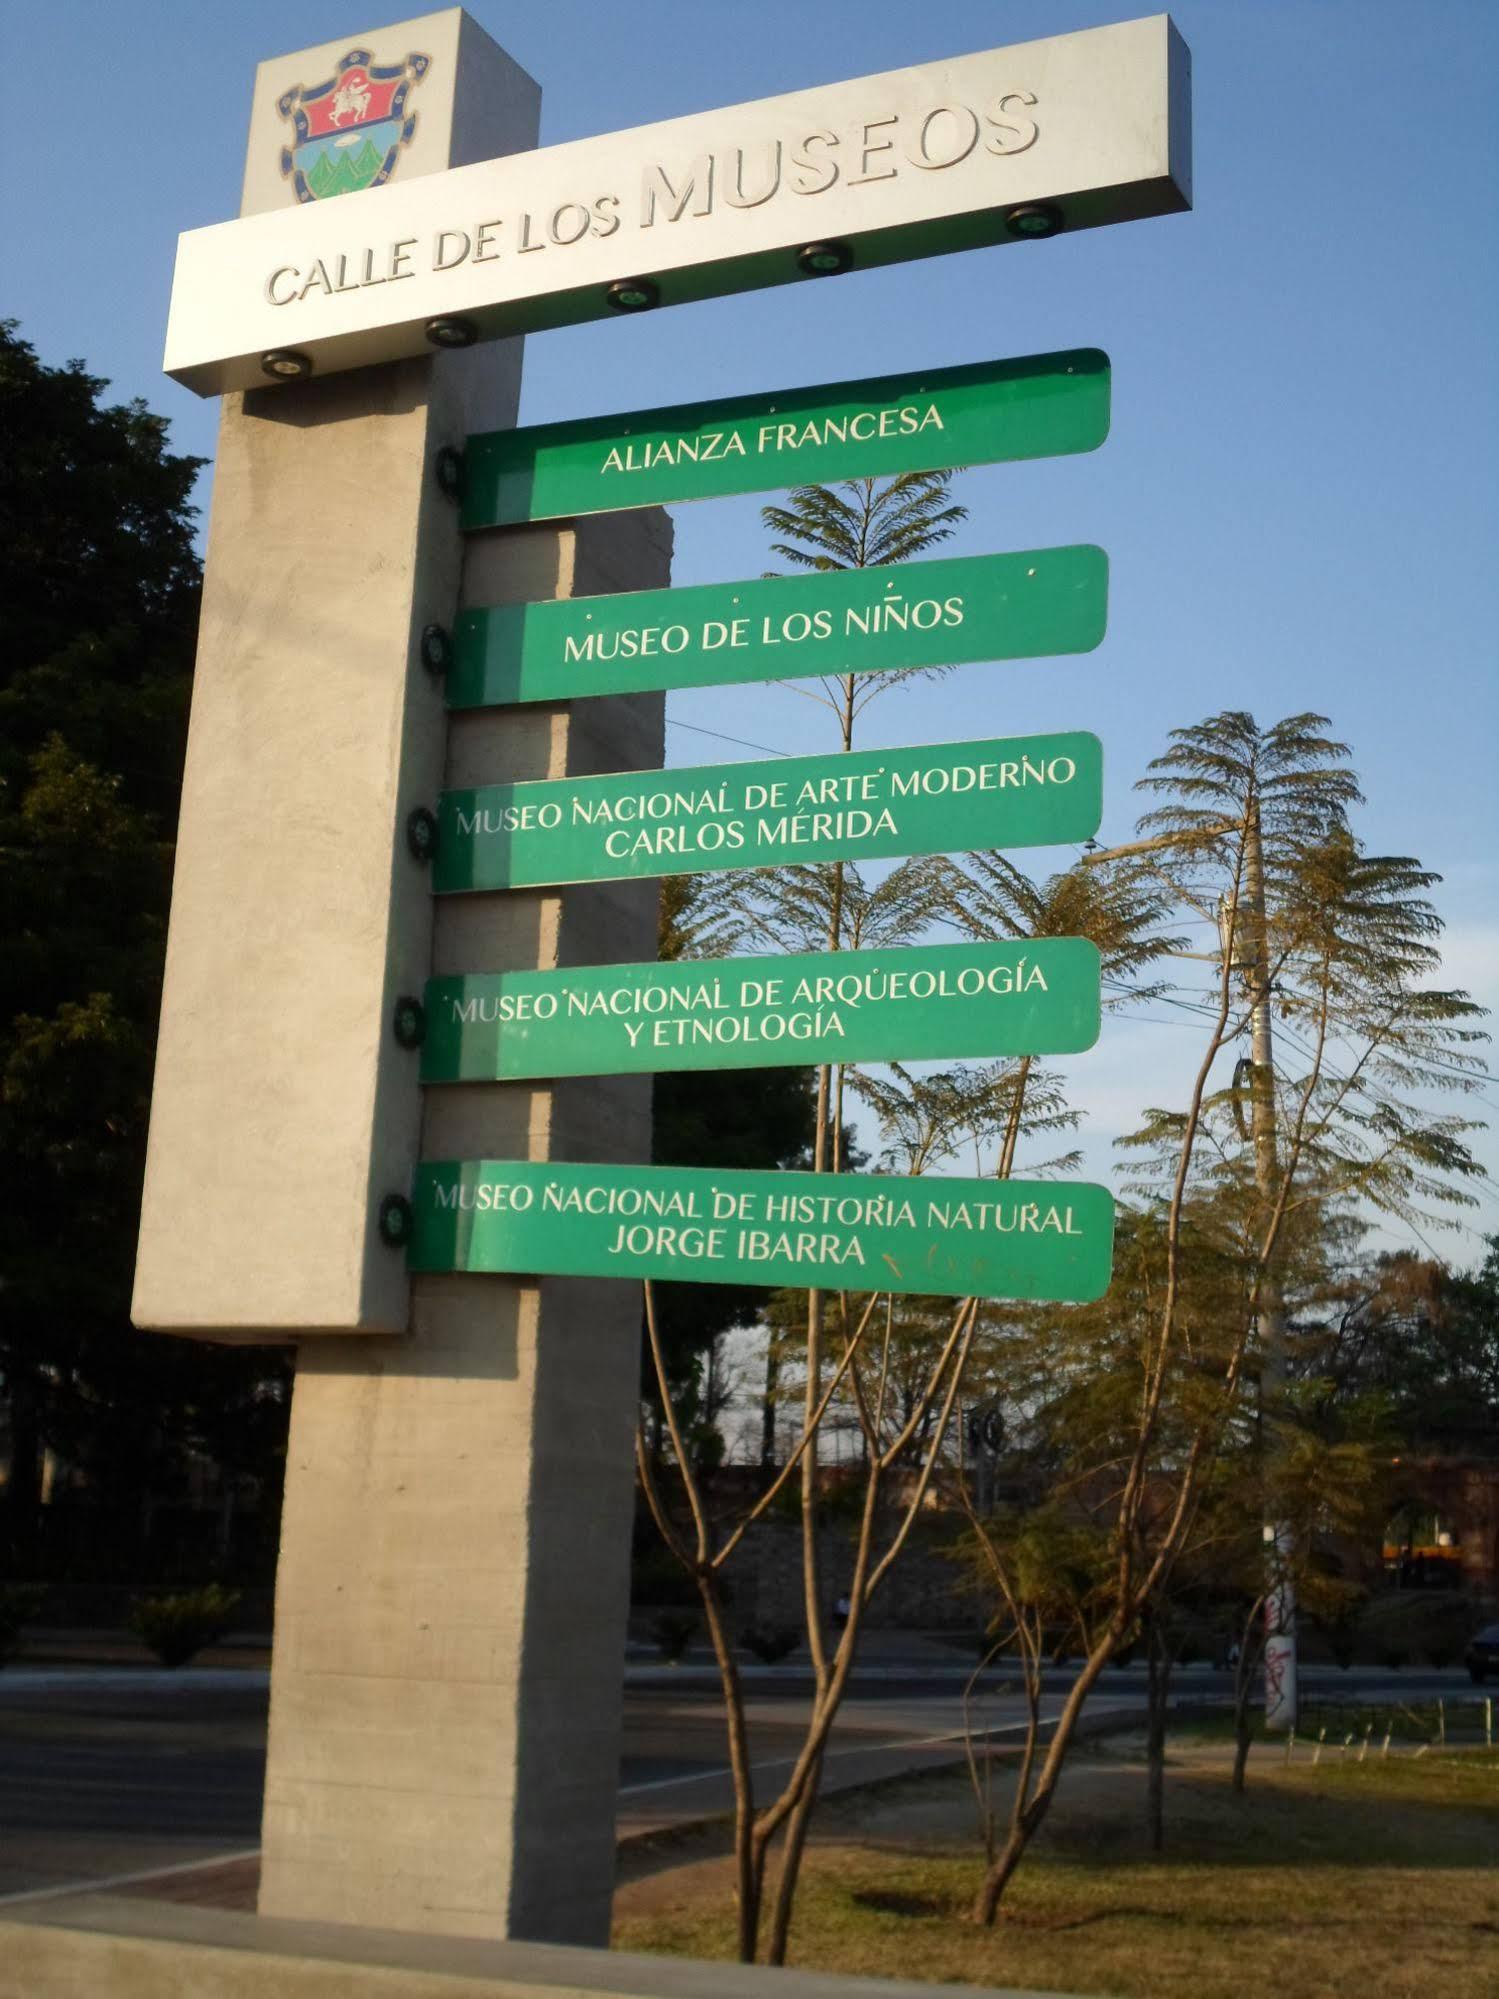 CALLE DE LOS MUSEOS
ALIANZA FRANCESA
MUSEO DE LOS NIÑOS
MUSEO NACIONAL DE ARTE MODERNO
CARLOS MÉRIDA
MUSEO NACIONAL DE ARQUEOLOGÍA
Y ETNOLOGÍA
MUSEO NACIONAL DE HISTORIA NATURAL
JORGE IBARRA